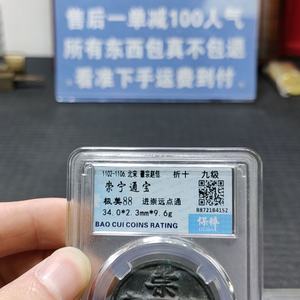 售后一单减100人气
所有东西包真不包退
看准下手运费到付
1102-1106 北宋 徽宗赵佶 折十 九级
崇宁通宝
极美88 进崇远点通
34.0*2.3mm*9.6g
8872184152
保粹
BAO CUI COINS RATING
崇